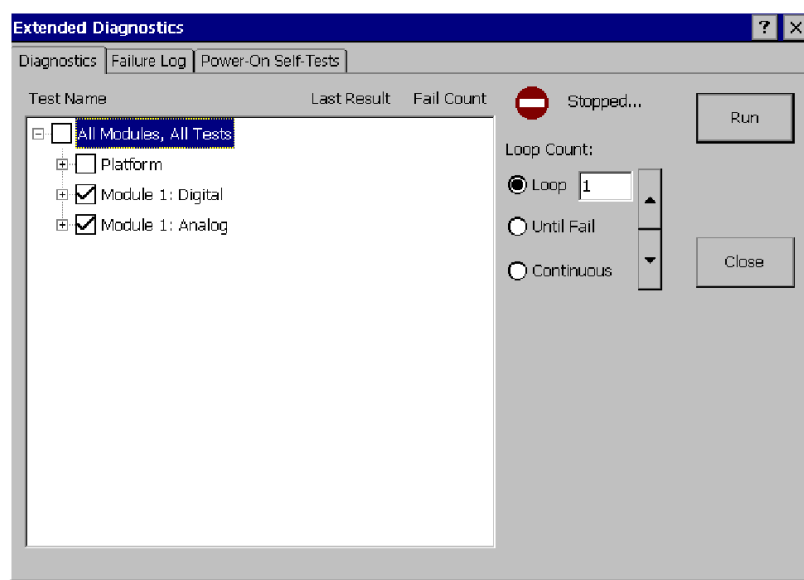 Extended Diagnostics ? X
Diagnostics Failure Log Power-On Self-Tests
Test Name Last Result Fail Count
All Modules, All Tests
Platform
Module 1: Digital
Module 1: Analog
Stopped...
Loop Count:
Loop 1
Until Fail
Continuous
Run
Close